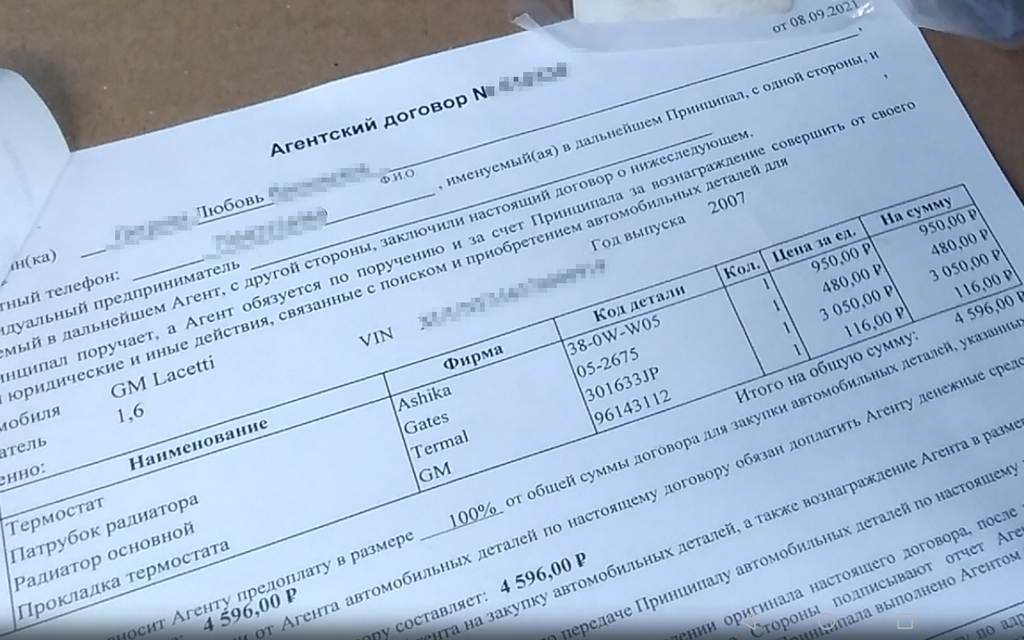 от 08.09.2021
Агентский договор №
Любовь
Ф.И.О
н(ка) , именуемый(ая) в дальнейшем Принципал, с одной стороны, и
тный телефон: ,
идуальный предприниматель
емый в дальнейшем Агент, с другой стороны, заключили настоящий договор о нижеследующем.
инципал поручает, а Агент обязуется по поручению и за счет Принципала за вознаграждение совершить от своего
юридические и иные действия, связанные с поиском и приобретением автомобильных деталей для
мобиля GM Lacetti VIN Год выпуска 2007
атель 1,6
енно:
Наименование Фирма Код детали Кол. Цена за ед. На сумму
Термостат Ashika 38-0W-W05 1 950,00 ₽ 950,00 ₽
Патрубок радиатора Gates 05-2675 1 480,00 ₽ 480,00 ₽
Радиатор основной Termal 301633JP 1 3 050,00 ₽ 3 050,00 ₽
Прокладка термостата GM 96143112 1 116,00 ₽ 116,00 ₽
Итого на общую сумму: 4 596,00 ₽
вносит Агенту предоплату в размере 100% от общей суммы договора для закупки автомобильных деталей, указанных
4 596,00 ₽
и от Агента автомобильных деталей по настоящему договору обязан доплатить Агенту денежные средс
ору составляет: 4 596,00 ₽
ента на закупку автомобильных деталей, а также вознаграждение Агента в размер
о передаче Принципалу автомобильных деталей по настоящему
лении оригинала настоящего договора, после
Стороны подписывают отчет Аге
ринципала выполнено Агентом